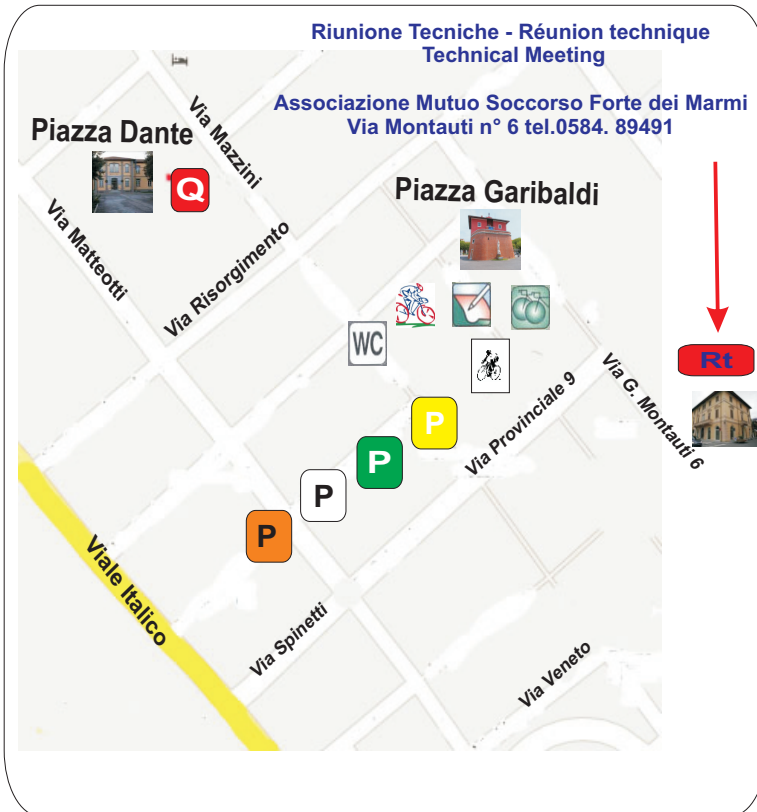 Riunione Tecniche - Réunion technique
Technical Meeting
Associazione Mutuo Soccorso Forte dei Marmi
Via Montauti n° 6 tel.0584. 89491
Piazza Dante
Via Mazzini
Q
Piazza Garibaldi
Via Matteotti
Via Risorgimento
WC
Rt
Via G. Montauti 6
P
Via Provinciale 9
P
P
P
Viale Italico
Via Spinetti
Via Veneto